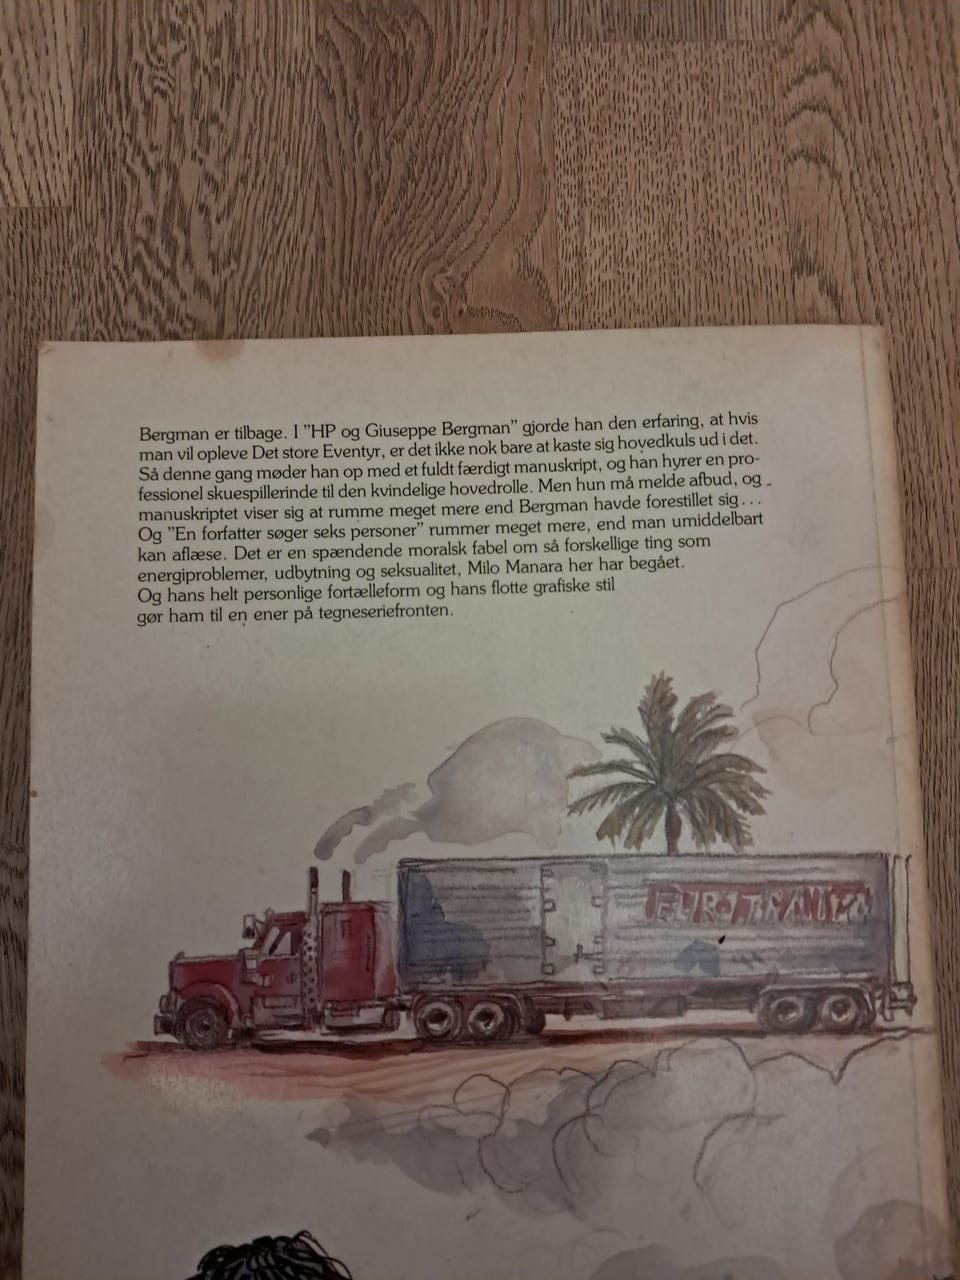 Bergman er tilbage. I ”HP og Giuseppe Bergman” gjorde han den erfaring, at hvis
man vil opleve Det store Eventyr, er det ikke nok bare at kaste sig hovedkuls ud i det.
Så denne gang møder han op med et fuldt færdigt manuskript, og han hyrer en pro-
fessionel skuespillerinde til den kvindelige hovedrolle. Men hun må melde afbud, og
manuskriptet viser sig at rumme meget mere end Bergman havde forestillet sig...
Og ”En forfatter søger seks personer” rummer meget mere, end man umiddelbart
kan aflæse. Det er en spændende moralsk fabel om så forskellige ting som
energiproblemer, udbytning og seksualitet, Milo Manara her har begået.
Og hans helt personlige fortælleform og hans flotte grafiske stil
gør ham til en ener på tegneseriefronten.